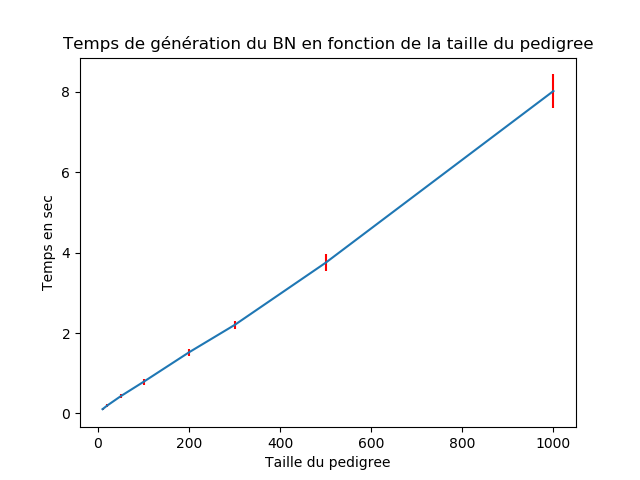 Temps de génération du BN en fonction de la taille du pedigree
8
6
4
2
0
Temps en sec
0 200 400 600 800 1000
Taille du pedigree